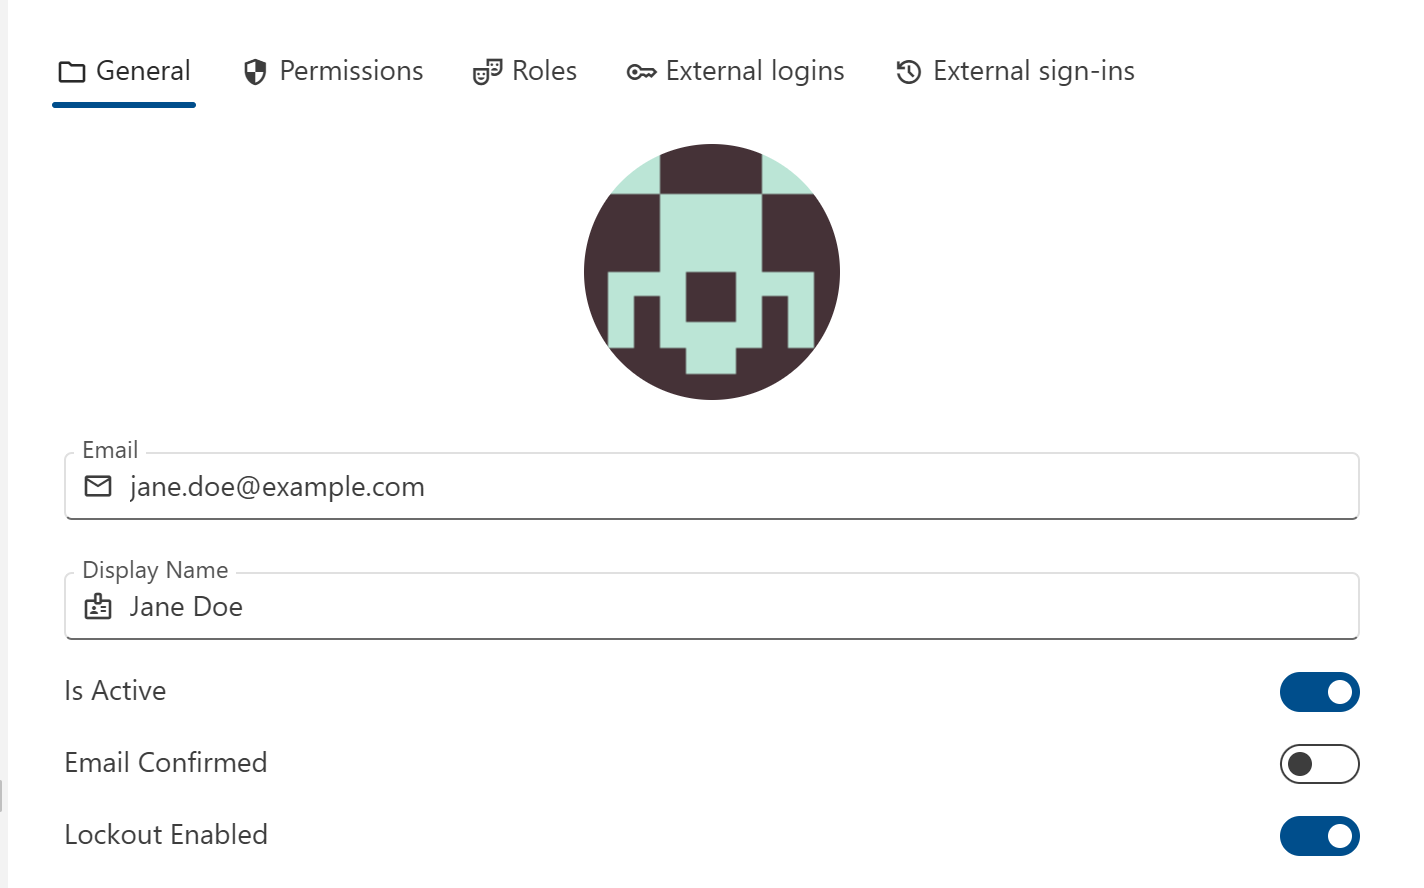 General Permissions Roles External logins External sign-ins
Email
jane.doe@example.com
Display Name
Jane Doe
Is Active
Email Confirmed
Lockout Enabled